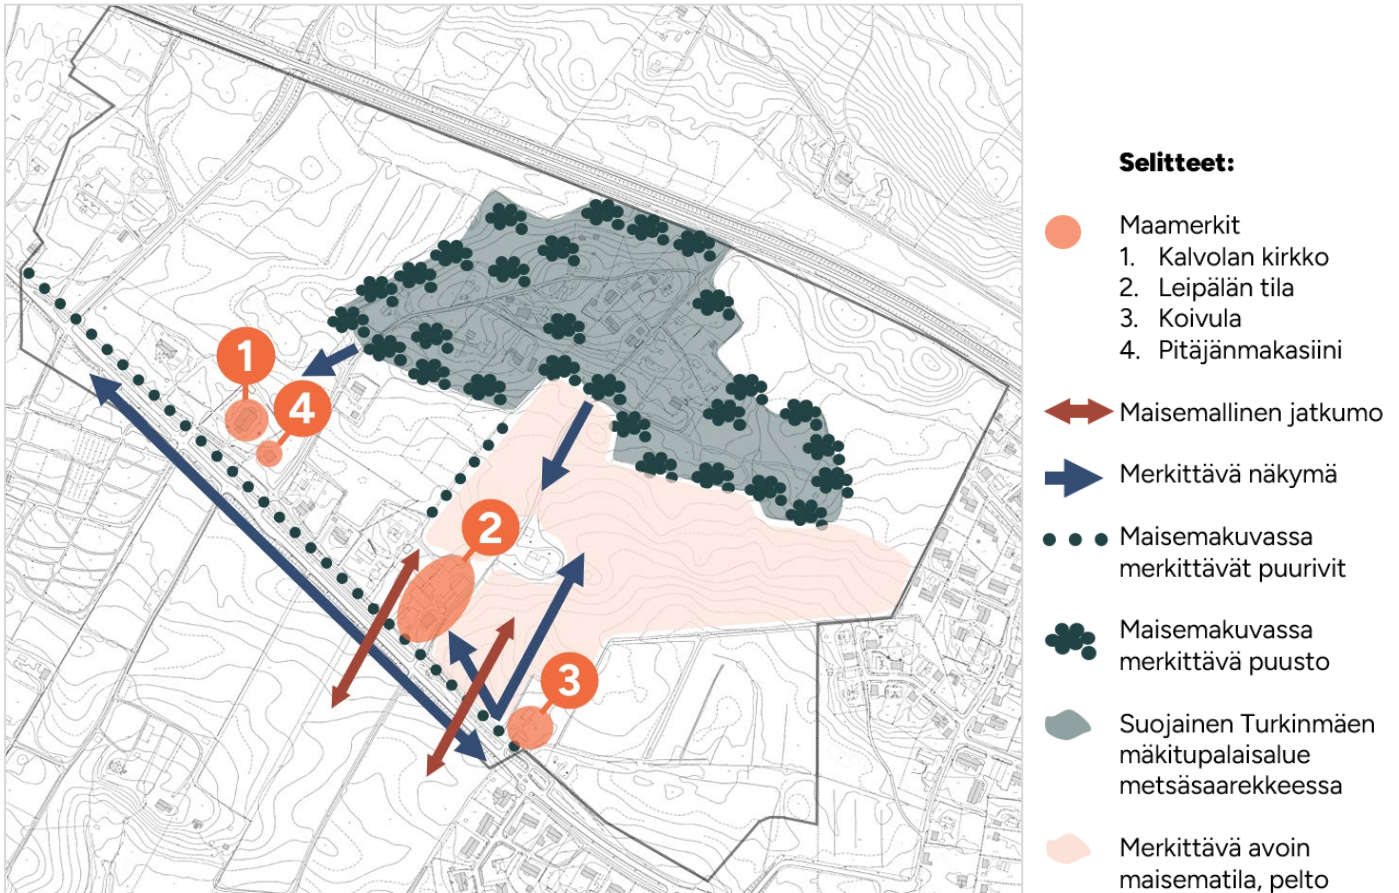 1
4
2
3
Selitteet:
Maamerkit
1. Kalvolan kirkko
2. Leipälän tila
3. Koivula
4. Pitäjänmakasiini
Maisemallinen jatkumo
Merkittävä näkymä
Maisemakuvassa
merkittävät puurivit
Maisemakuvassa
merkittävä puusto
Suojainen Turkinmäen
mäkitupalaisalue
metsäsaarekkeessa
Merkittävä avoin
maisematila, pelto